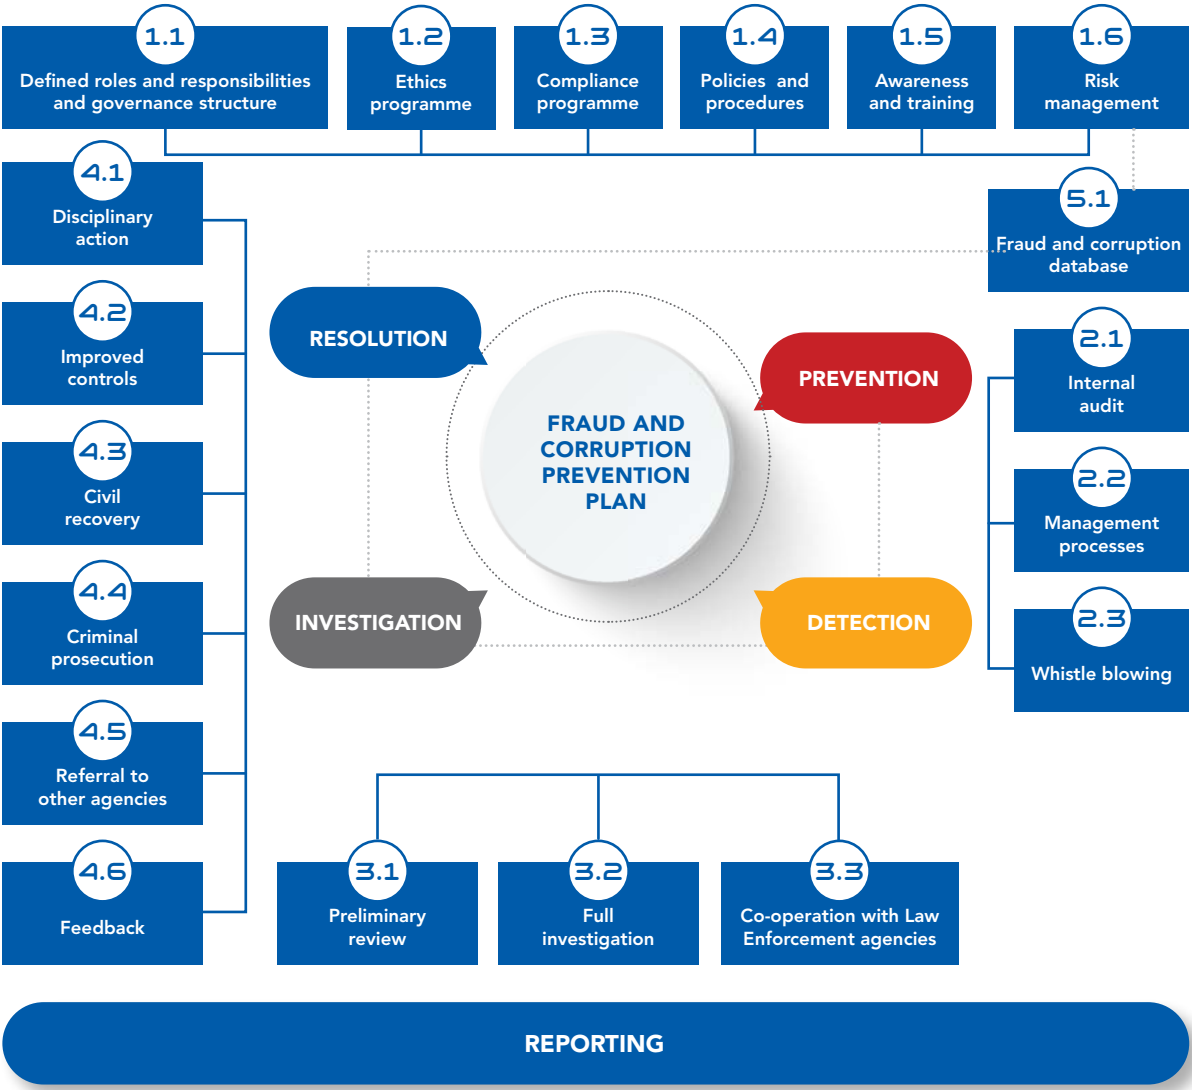 1.1
Defined roles and responsibilities
and governance structure
1.2
Ethics
programme
1.3
Compliance
programme
1.4
Policies and
procedures
1.5
Awareness
and training
1.6
Risk
management
4.1
Disciplinary
action
4.2
Improved
controls
4.3
Civil
recovery
4.4
Criminal
prosecution
4.5
Referral to
other agencies
4.6
Feedback
RESOLUTION
FRAUD AND
CORRUPTION
PREVENTION
PLAN
PREVENTION
INVESTIGATION
DETECTION
5.1
Fraud and corruption
database
2.1
Internal
audit
2.2
Management
processes
2.3
Whistle blowing
3.1
Preliminary
review
3.2
Full
investigation
3.3
Co-operation with Law
Enforcement agencies
REPORTING